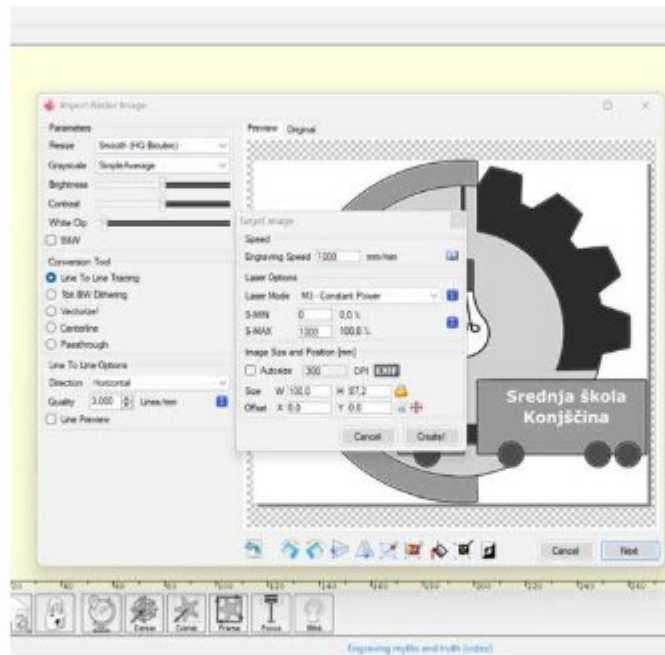 Import Raster Image
Parameters
Resize Smooth (HQ Bicubic)
Grayscale SimpleAverage
Brightness
Contrast
White Clip
B&W
Conversion Tool
Line To Line Tracing
1bit BW Dithering
Vectorize!
Centerline
Passthrough
Line To Line Options
Direction Horizontal
Quality 3.000 Lines/mm
Line Preview
Preview Original
Target image
Speed
Engraving Speed 1000 mm/min
Laser Options
Laser Mode M3 - Constant Power
S-MIN 0 0,0 %
S-MAX 1000 100,0 %
Image Size and Position [mm]
Autosize 300 DPI EXIF
Size W 100,0 H 87,2
Offset X 0,0 Y 0,0
Cancel Create!
Srednja škola
Konjščina
Cancel Next
Center Corner Frame Focus Blink
Engraving myths and truth (video)